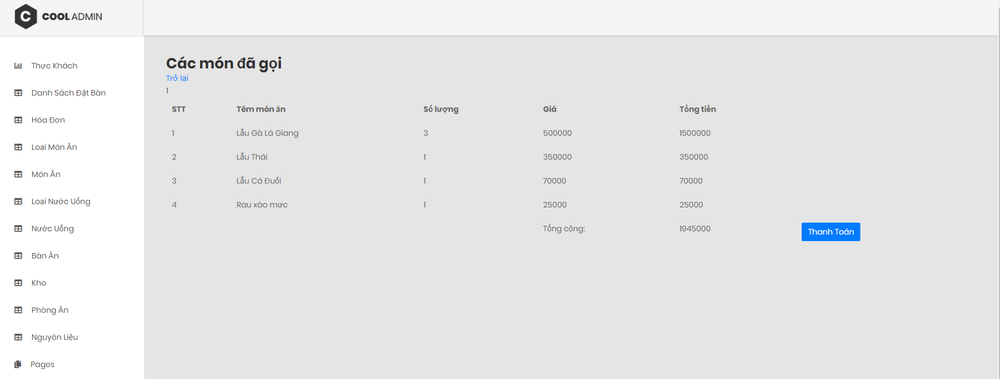 C COOL ADMIN
Thực Khách
Danh Sách Đặt Bàn
Hóa Đơn
Loại Món Ăn
Món Ăn
Loại Nước Uống
Nước Uống
Bàn Ăn
Kho
Phòng Ăn
Nguyên Liệu
Pages
Các món đã gọi
Trở lại
1
STT Têm món ăn Số lượng Giá Tổng tiền
1 Lẩu Gà Lá Giang 3 500000 1500000
2 Lẩu Thái 1 350000 350000
3 Lẩu Cá Đuối 1 70000 70000
4 Rau xào mực 1 25000 25000
Tổng cộng: 1945000 Thanh Toán